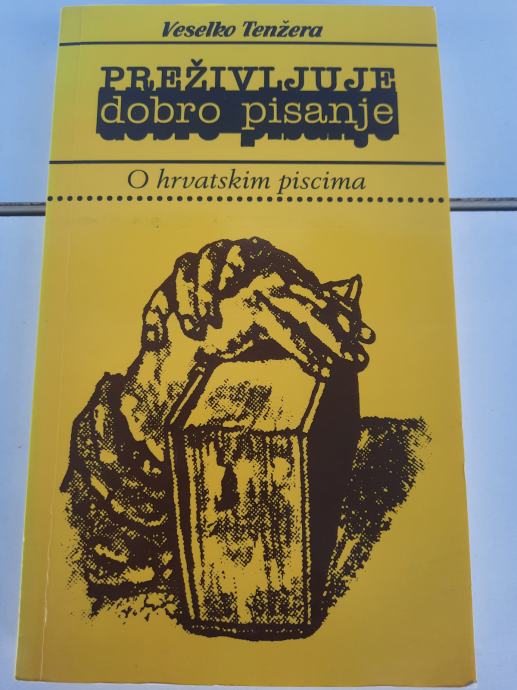 Veselko Tenžera
PREŽIVLJUJE
dobro pisanje
O hrvatskim piscima